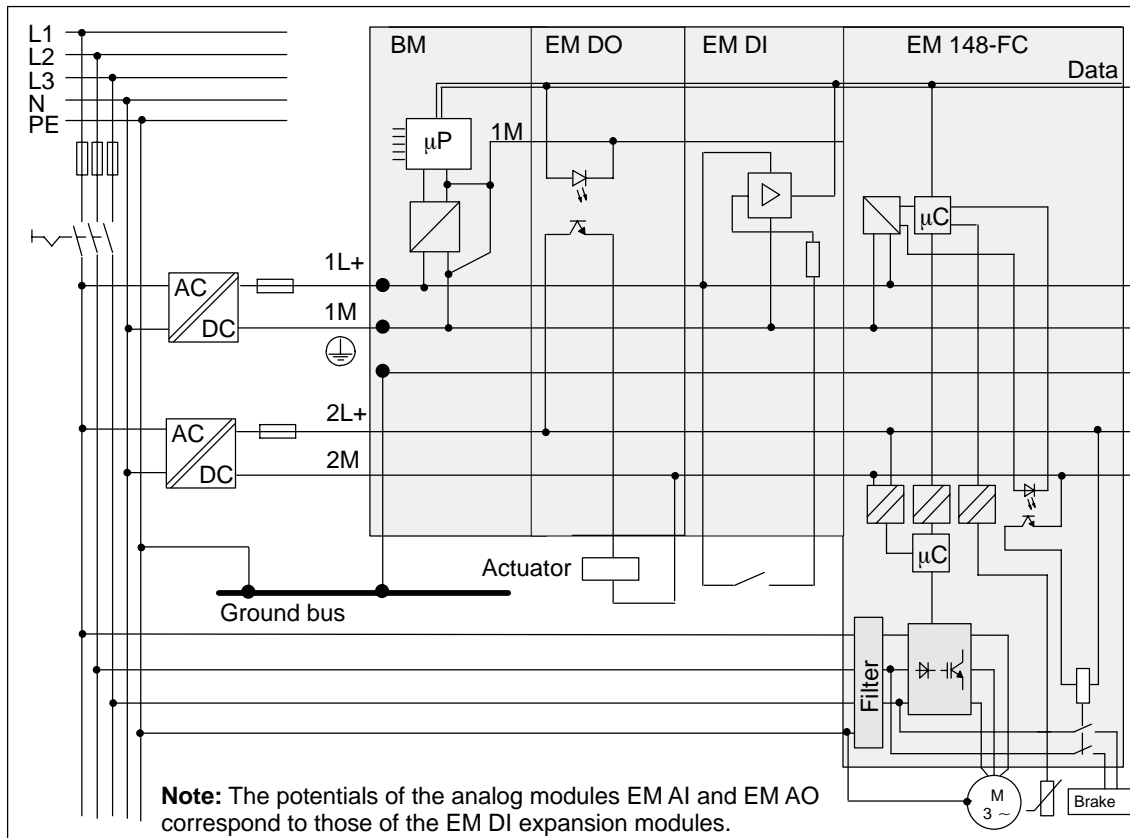 L1
L2
L3
N
PE
BM
EM DO
EM DI
EM 148-FC
Data
µP
1M
µC
AC
DC
1L+
1M
AC
DC
2L+
2M
µC
Actuator
Ground bus
Filter
M
3 ~
Brake
Note: The potentials of the analog modules EM AI and EM AO
correspond to those of the EM DI expansion modules.